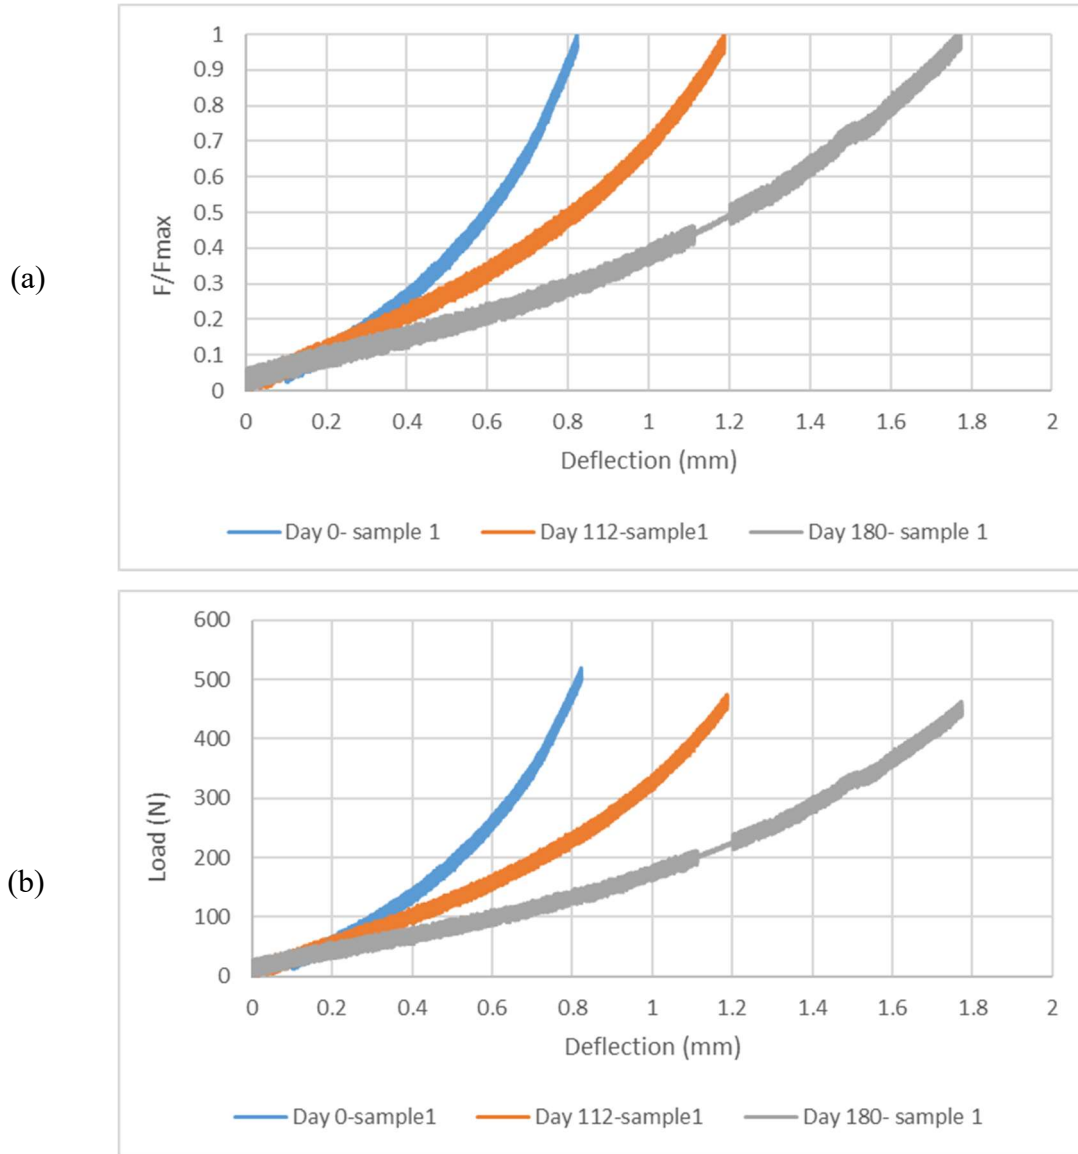 (a)
F/Fmax
1
0.9
0.8
0.7
0.6
0.5
0.4
0.3
0.2
0.1
0
0 0.2 0.4 0.6 0.8 1 1.2 1.4 1.6 1.8 2
Deflection (mm)
Day 0- sample 1 Day 112-sample1 Day 180- sample 1
(b)
Load (N)
600
500
400
300
200
100
0
0 0.2 0.4 0.6 0.8 1 1.2 1.4 1.6 1.8 2
Deflection (mm)
Day 0-sample1 Day 112-sample1 Day 180- sample 1